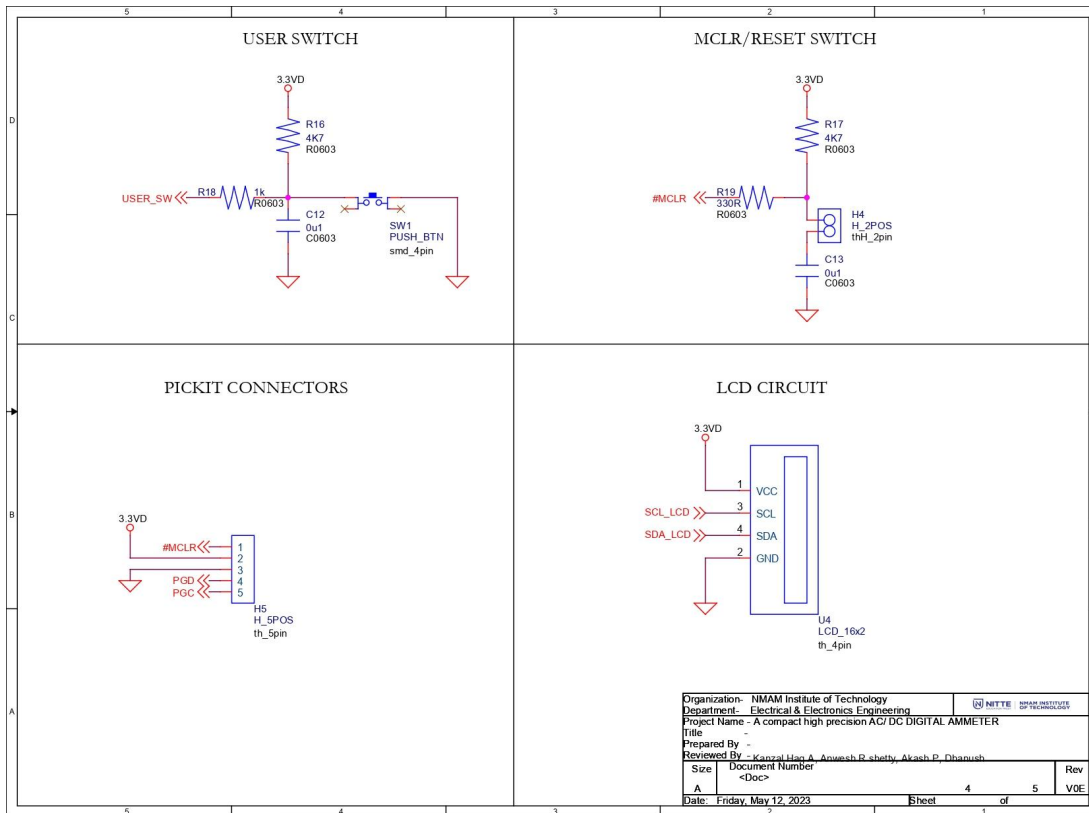 5 4 3 2 1
D
C
B
A
USER SWITCH
3.3VD
R16
4K7
R0603
USER_SW
R18
1k
R0603
C12
0u1
C0603
SW1
PUSH_BTN
smd_4pin
MCLR/RESET SWITCH
3.3VD
R17
4K7
R0603
#MCLR
R19
330R
R0603
H4
H_2POS
thH_2pin
C13
0u1
C0603
PICKIT CONNECTORS
3.3VD
#MCLR
PGD
PGC
1
2
3
4
5
H5
H_5POS
th_5pin
LCD CIRCUIT
3.3VD
1 VCC
SCL_LCD 3 SCL
SDA_LCD 4 SDA
2 GND
U4
LCD_16x2
th_4pin
Organization- NMAM Institute of Technology
Department- Electrical & Electronics Engineering
N NITTE NMAM INSTITUTE
OF TECHNOLOGY
Project Name - A compact high precision AC/ DC DIGITAL AMMETER
Title -
Prepared By -
Reviewed By - Kanzal Haq A, Anwesh R shetty, Akash P, Dhanush
Size Document Number Rev
<Doc>
A 4 5 V0E
Date: Friday, May 12, 2023 Sheet of
5 4 3 2 1